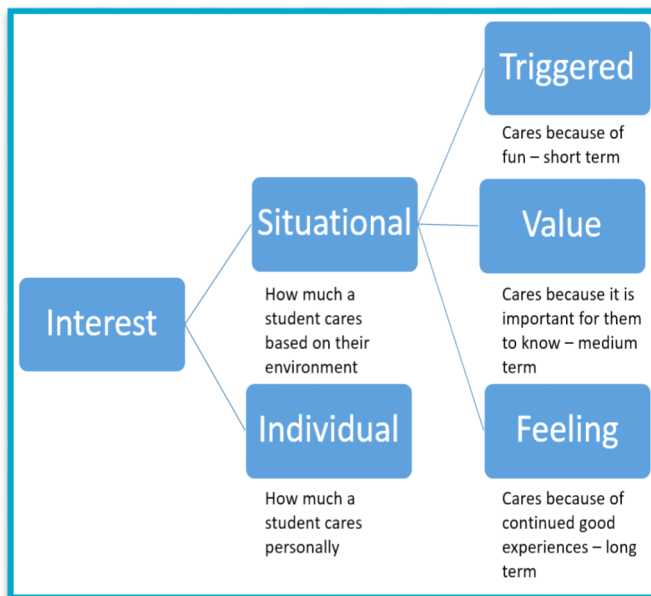 Interest
Situational
How much a
student cares
based on their
environment
Individual
How much a
student cares
personally
Triggered
Cares because of
fun – short term
Value
Cares because it is
important for them
to know – medium
term
Feeling
Cares because of
continued good
experiences – long
term